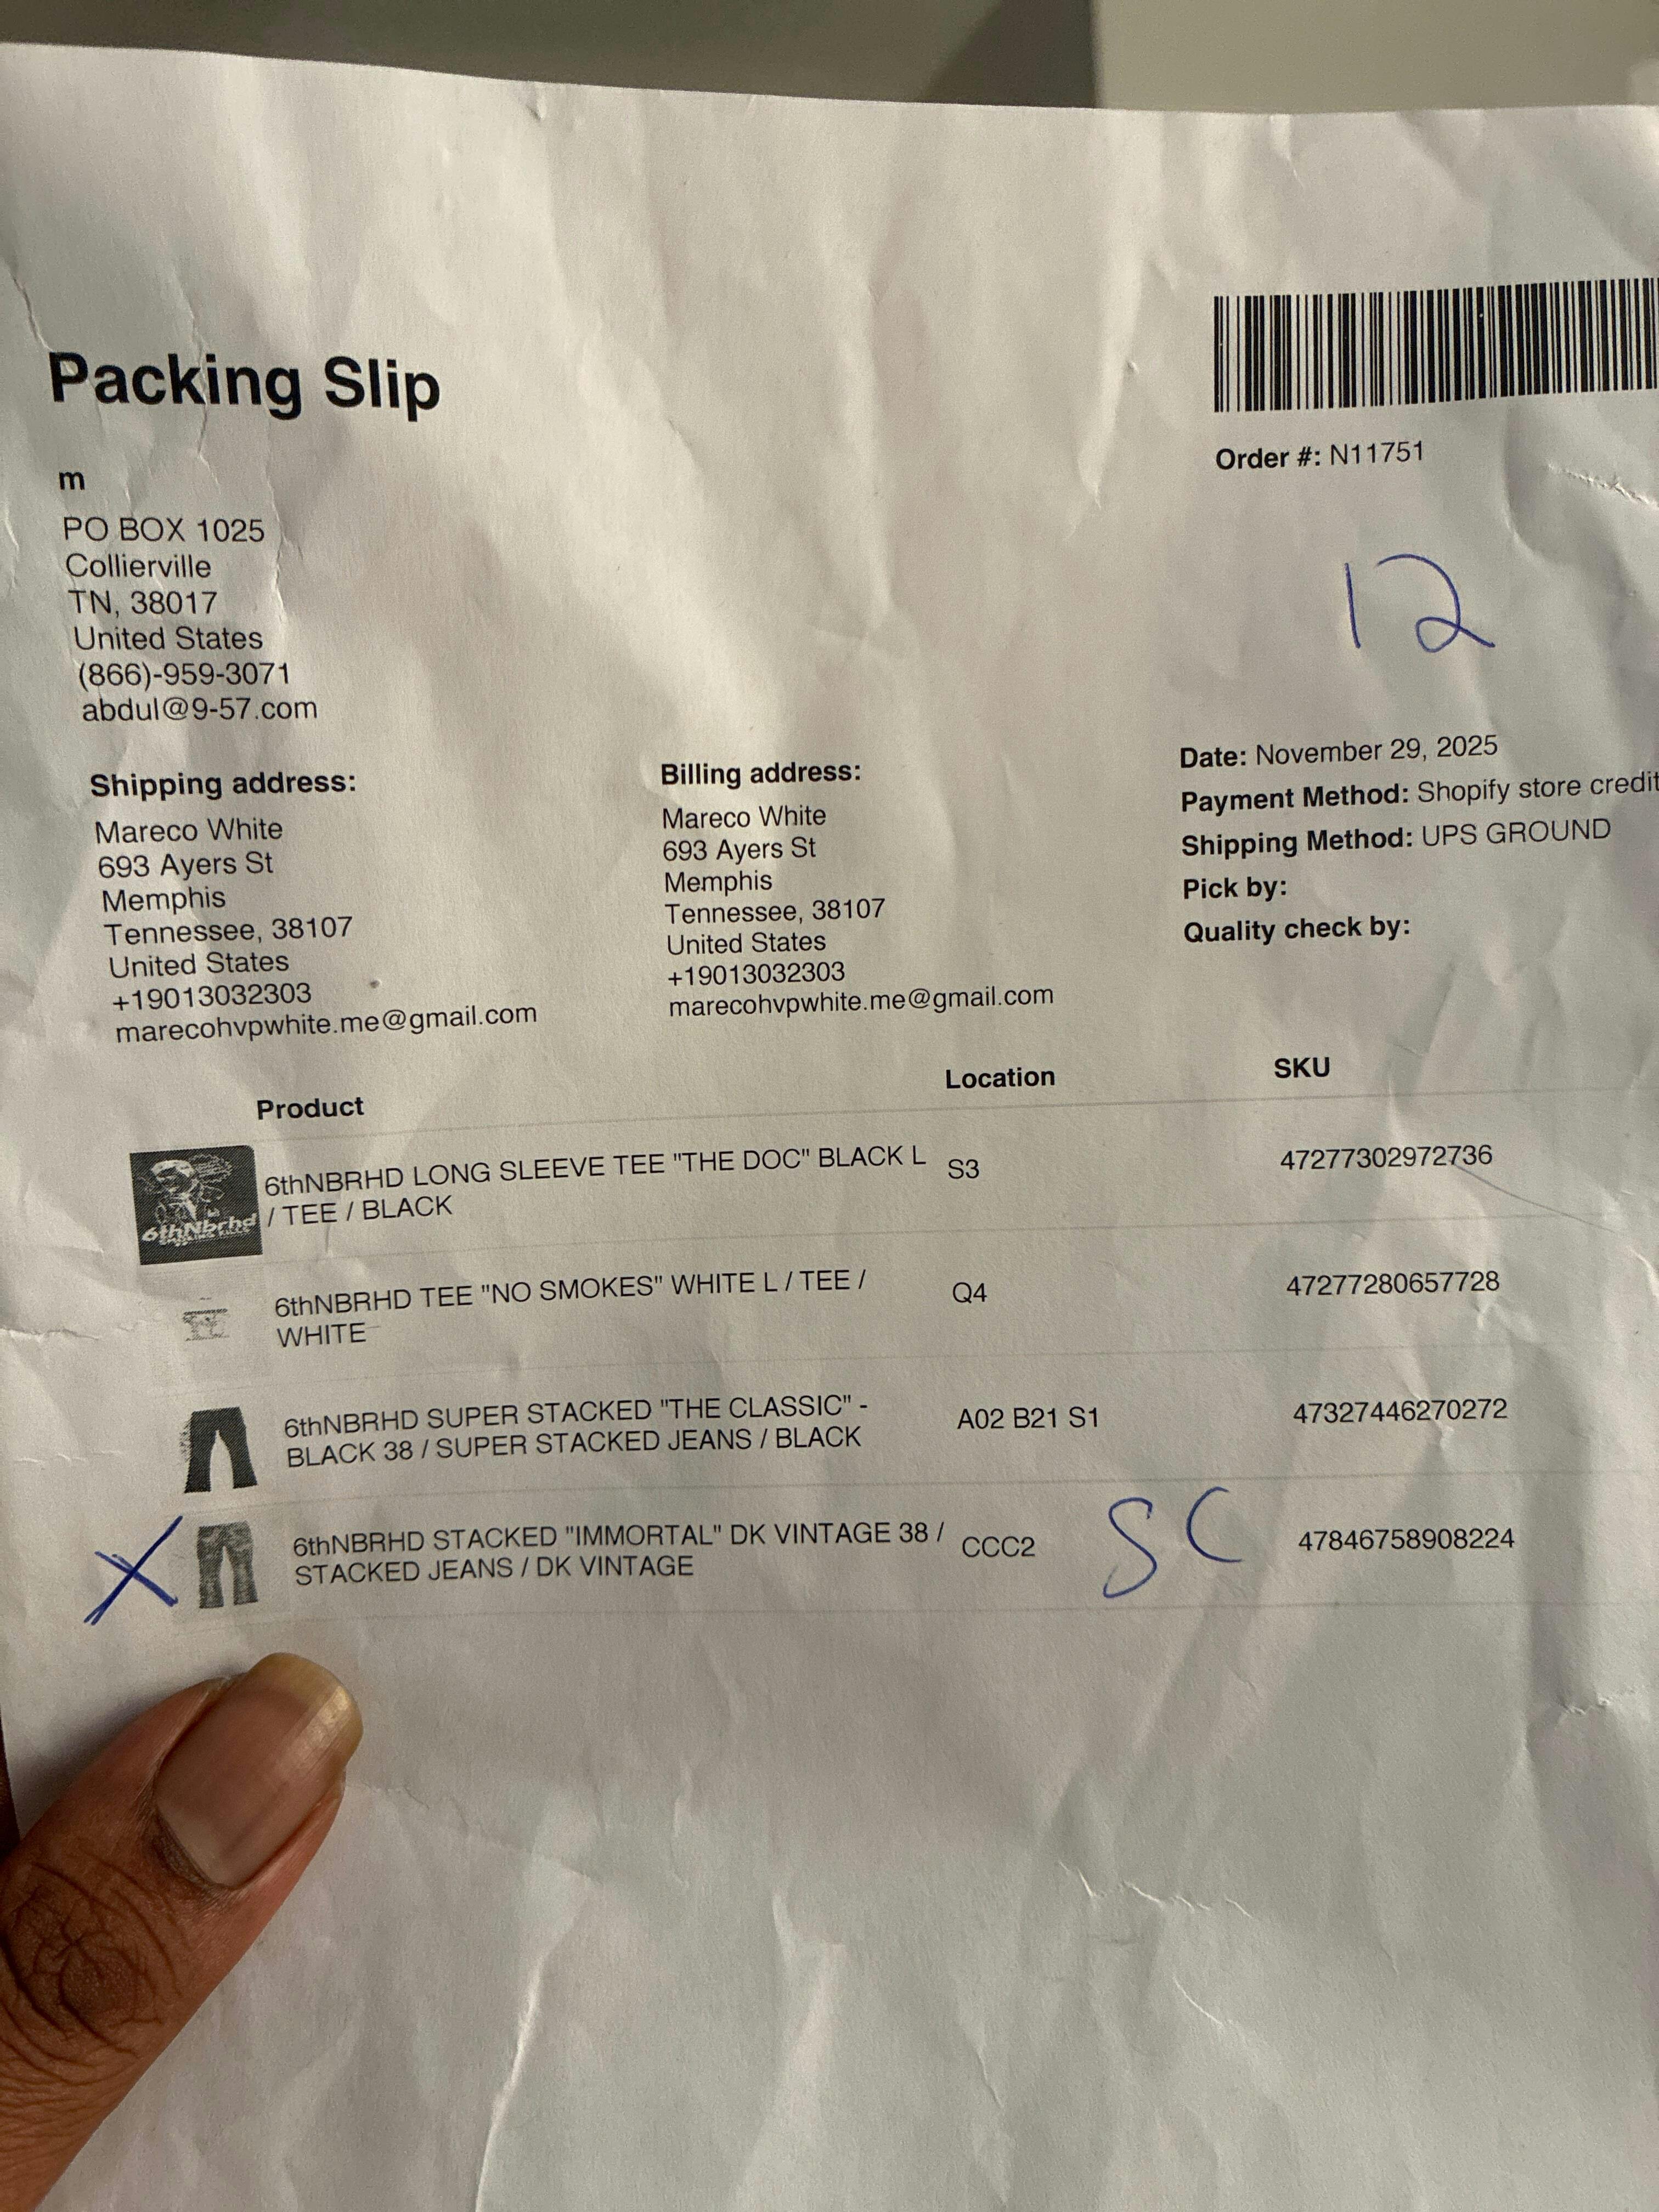 Packing Slip
Order #: N11751
m
PO BOX 1025
Collierville
TN, 38017
United States
(866)-959-3071
abdul@9-57.com
12
Shipping address:
Mareco White
693 Ayers St
Memphis
Tennessee, 38107
United States
+19013032303
marecohvpwhite.me@gmail.com
Billing address:
Mareco White
693 Ayers St
Memphis
Tennessee, 38107
United States
+19013032303
marecohvpwhite.me@gmail.com
Date: November 29, 2025
Payment Method: Shopify store credit
Shipping Method: UPS GROUND
Pick by:
Quality check by:
Product Location SKU
6thNbrhd
6thNBRHD LONG SLEEVE TEE "THE DOC" BLACK L S3 47277302972736
/ TEE / BLACK
6thNBRHD TEE "NO SMOKES" WHITE L / TEE / Q4 47277280657728
WHITE
6thNBRHD SUPER STACKED "THE CLASSIC" - A02 B21 S1 47327446270272
BLACK 38 / SUPER STACKED JEANS / BLACK
X 6thNBRHD STACKED "IMMORTAL" DK VINTAGE 38 / CCC2 SC 47846758908224
STACKED JEANS / DK VINTAGE